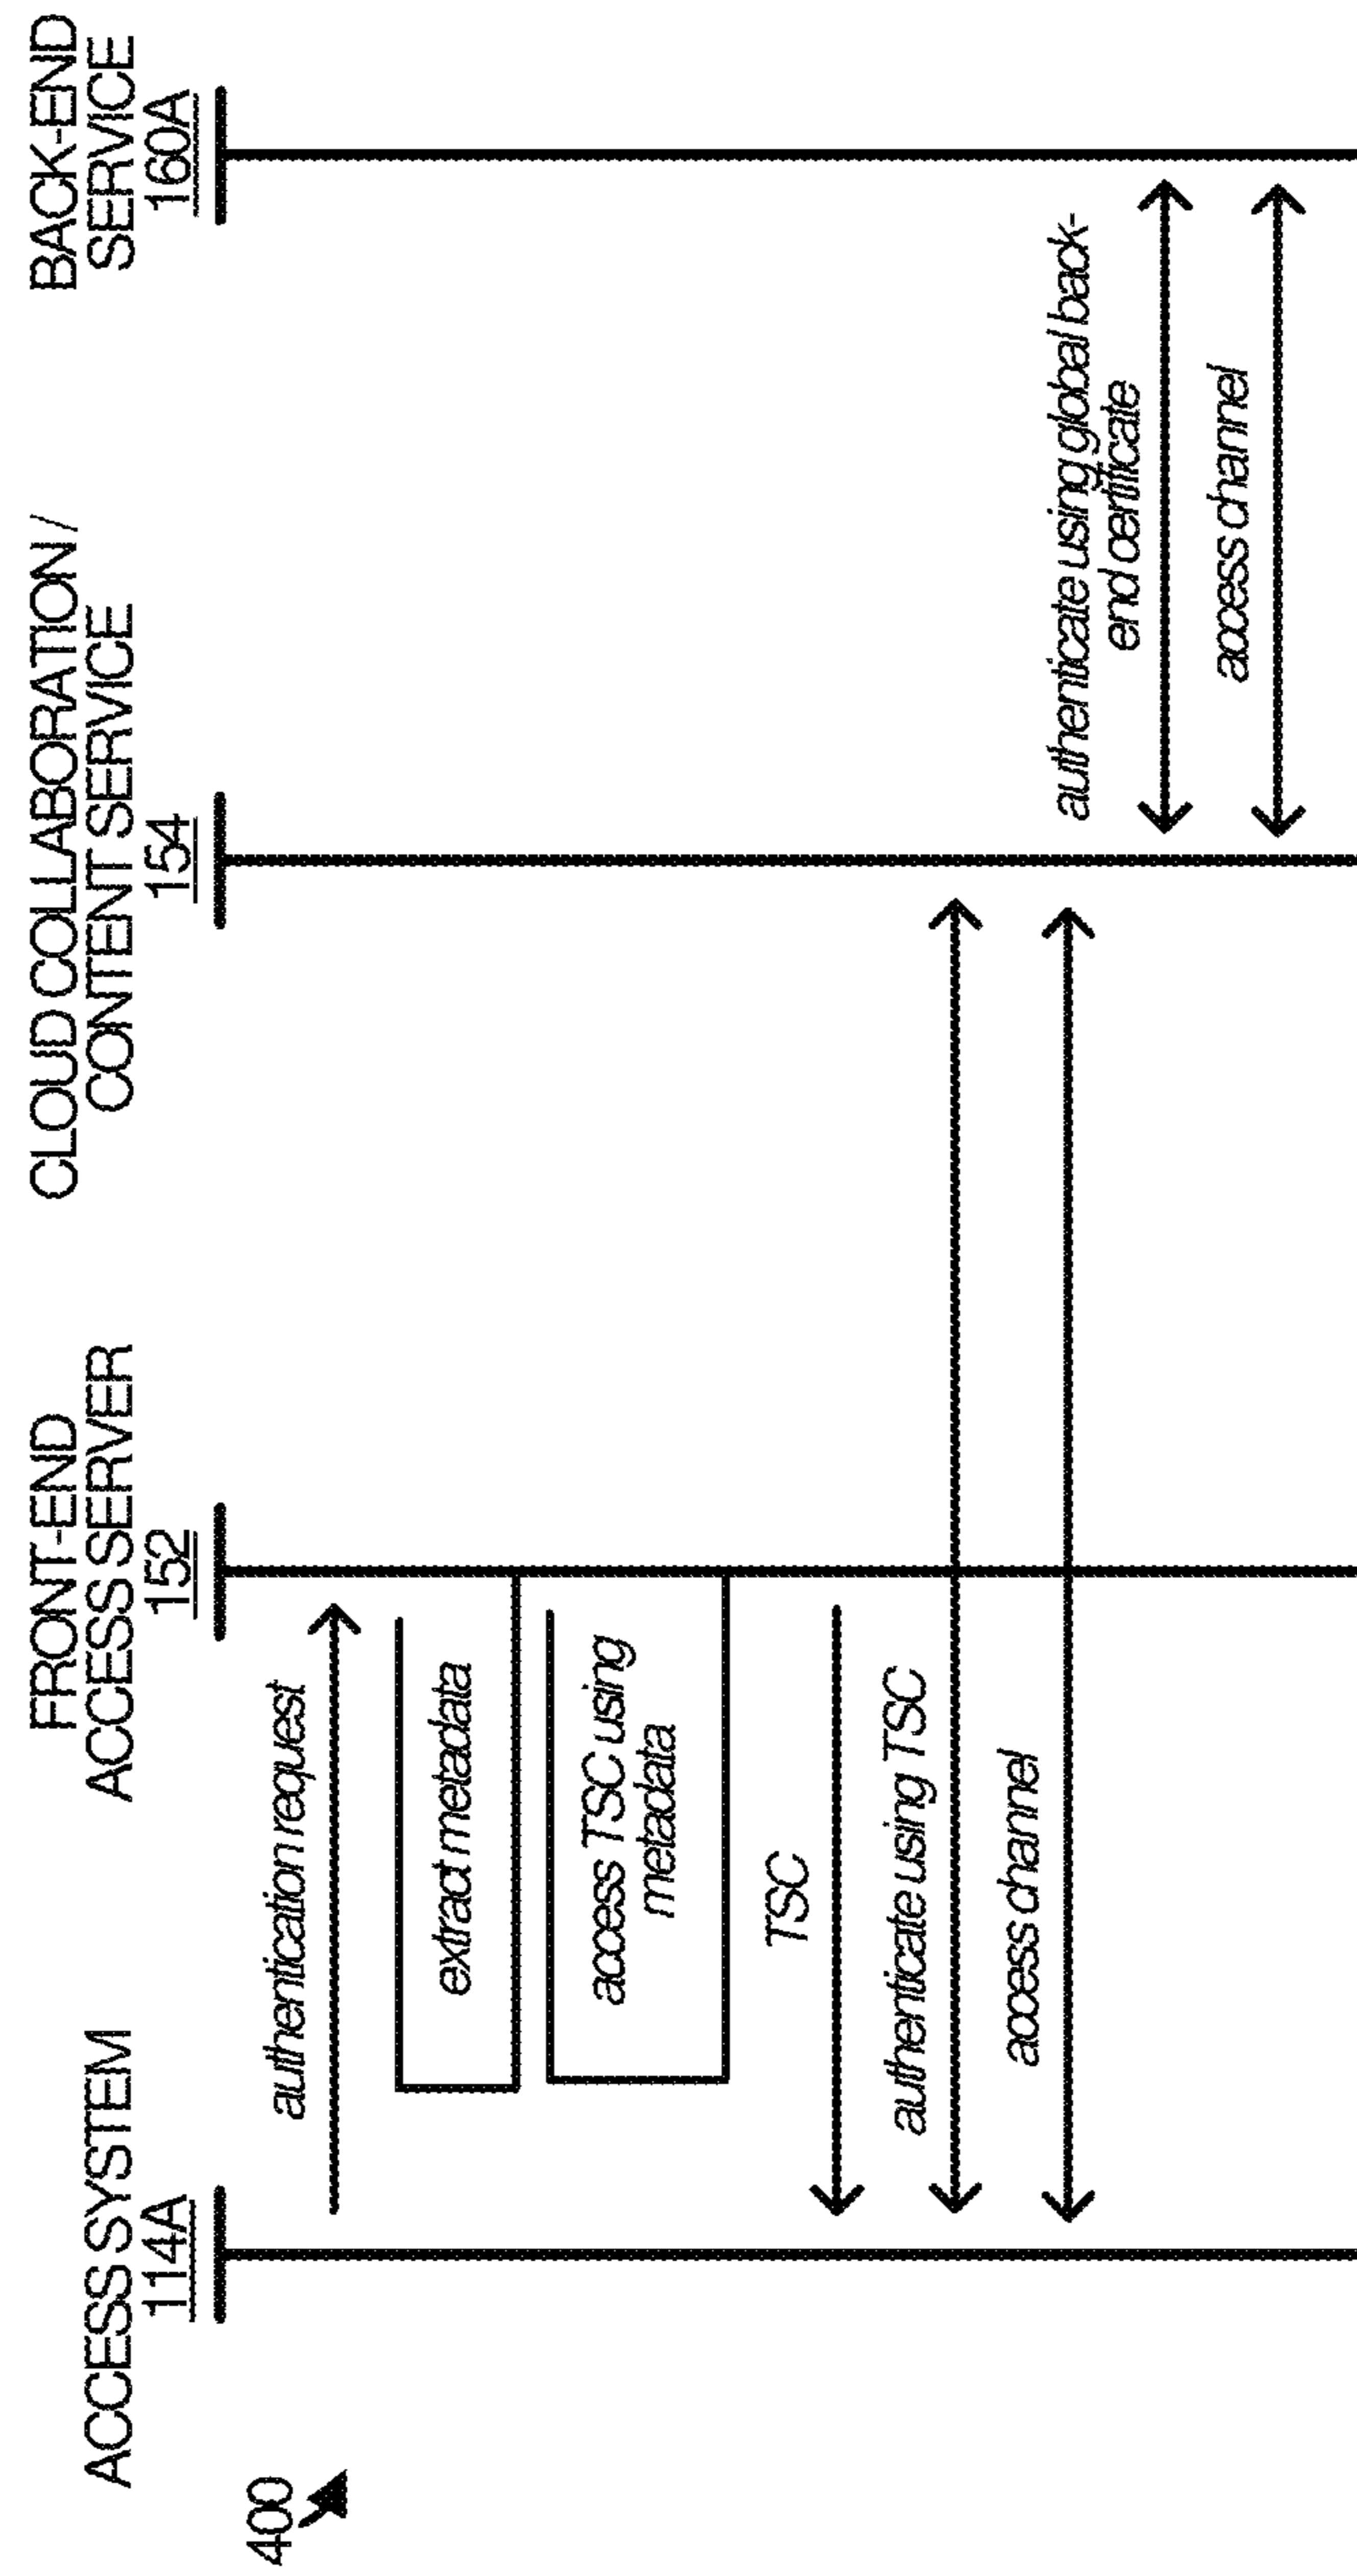 400
ACCESS SYSTEM
114A
FRONT-END
ACCESS SERVER
152
CLOUD COLLABORATION /
CONTENT SERVICE
154
BACK-END
SERVICE
160A
authentication request
extract metadata
access TSC using
metadata
TSC
authenticate using TSC
access channel
authenticate using global back-
end certificate
access channel